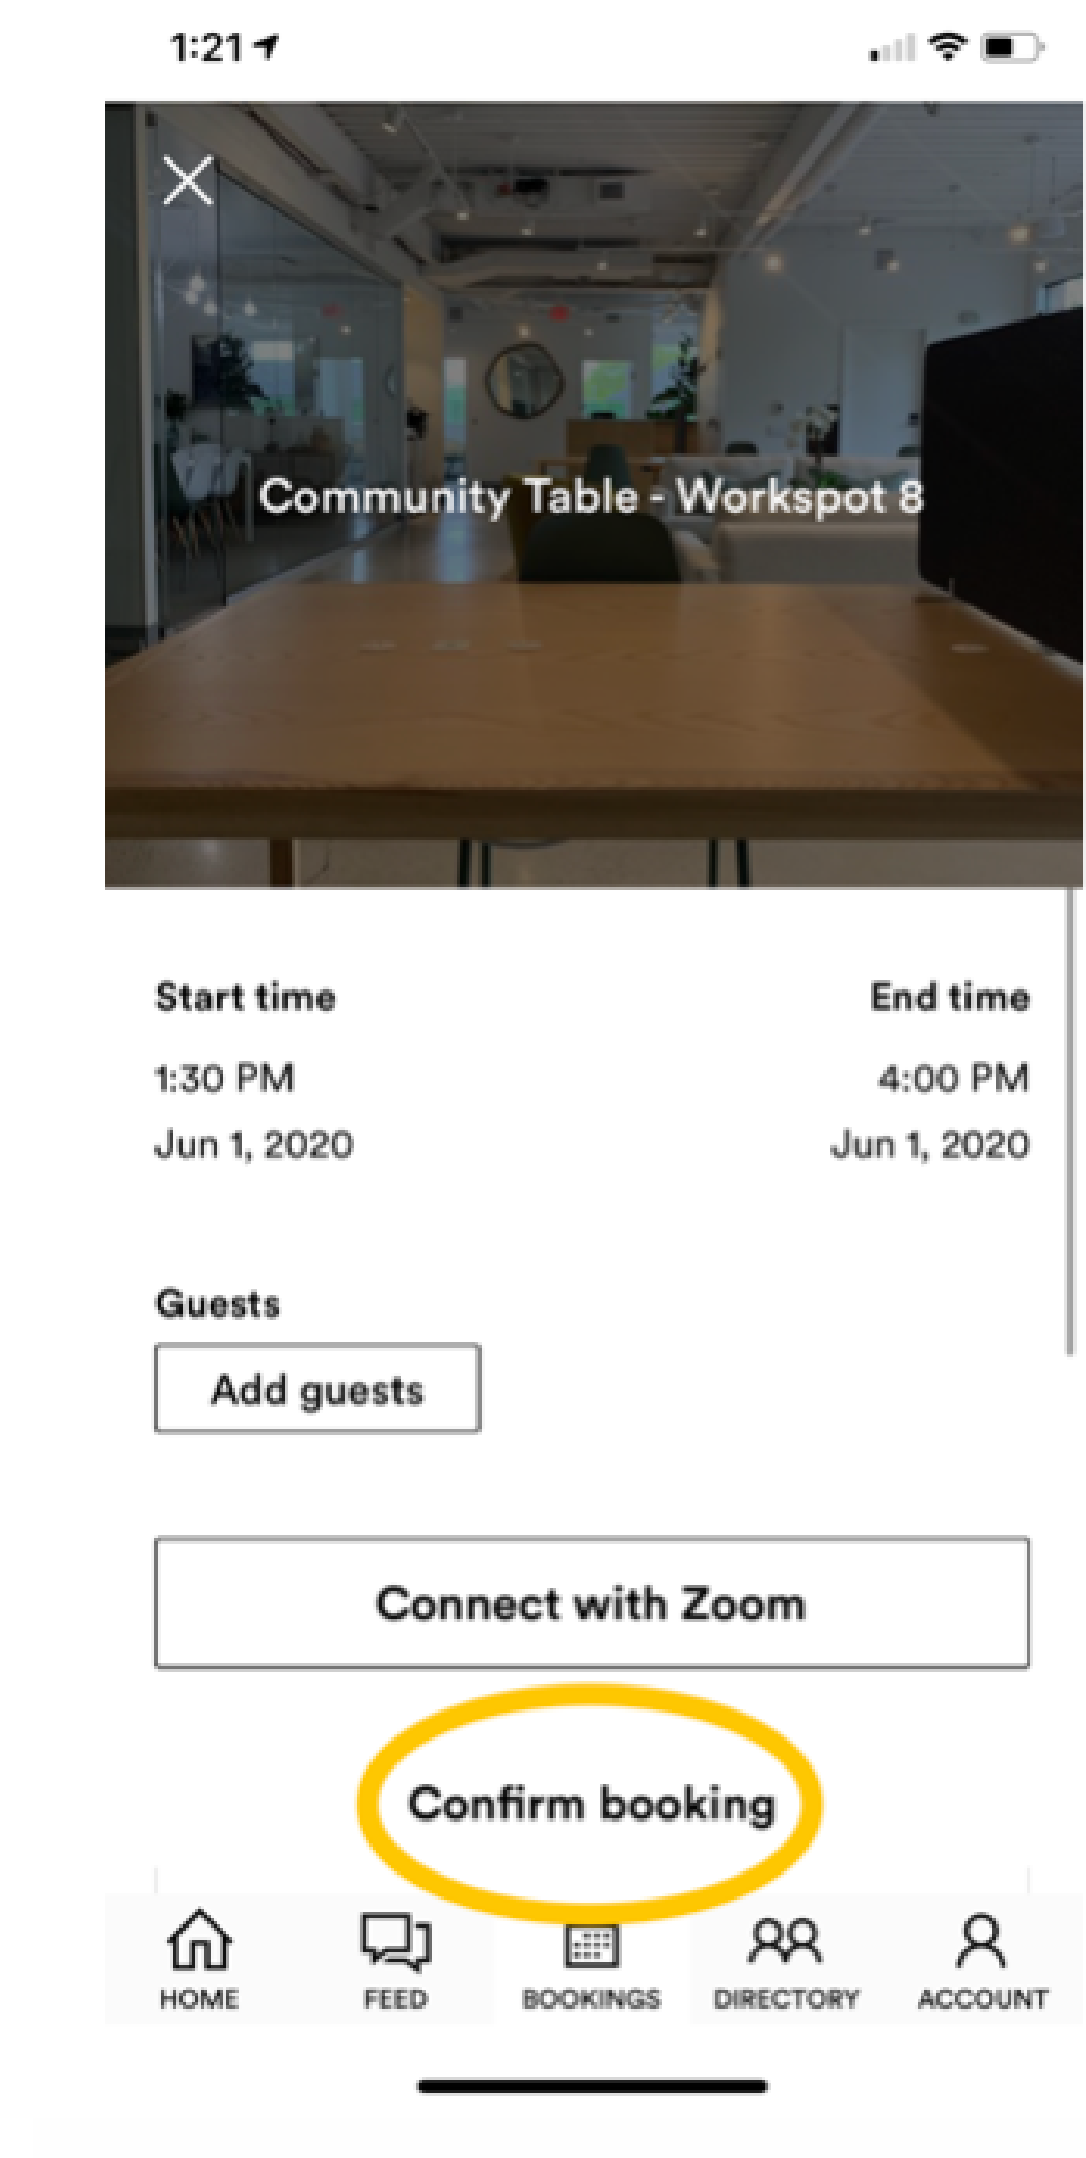 1:21
Community Table - Workspot 8
Start time
End time
1:30 PM
4:00 PM
Jun 1, 2020
Jun 1, 2020
Guests
Add guests
Connect with Zoom
Confirm booking
HOME
FEED
BOOKINGS
DIRECTORY
ACCOUNT